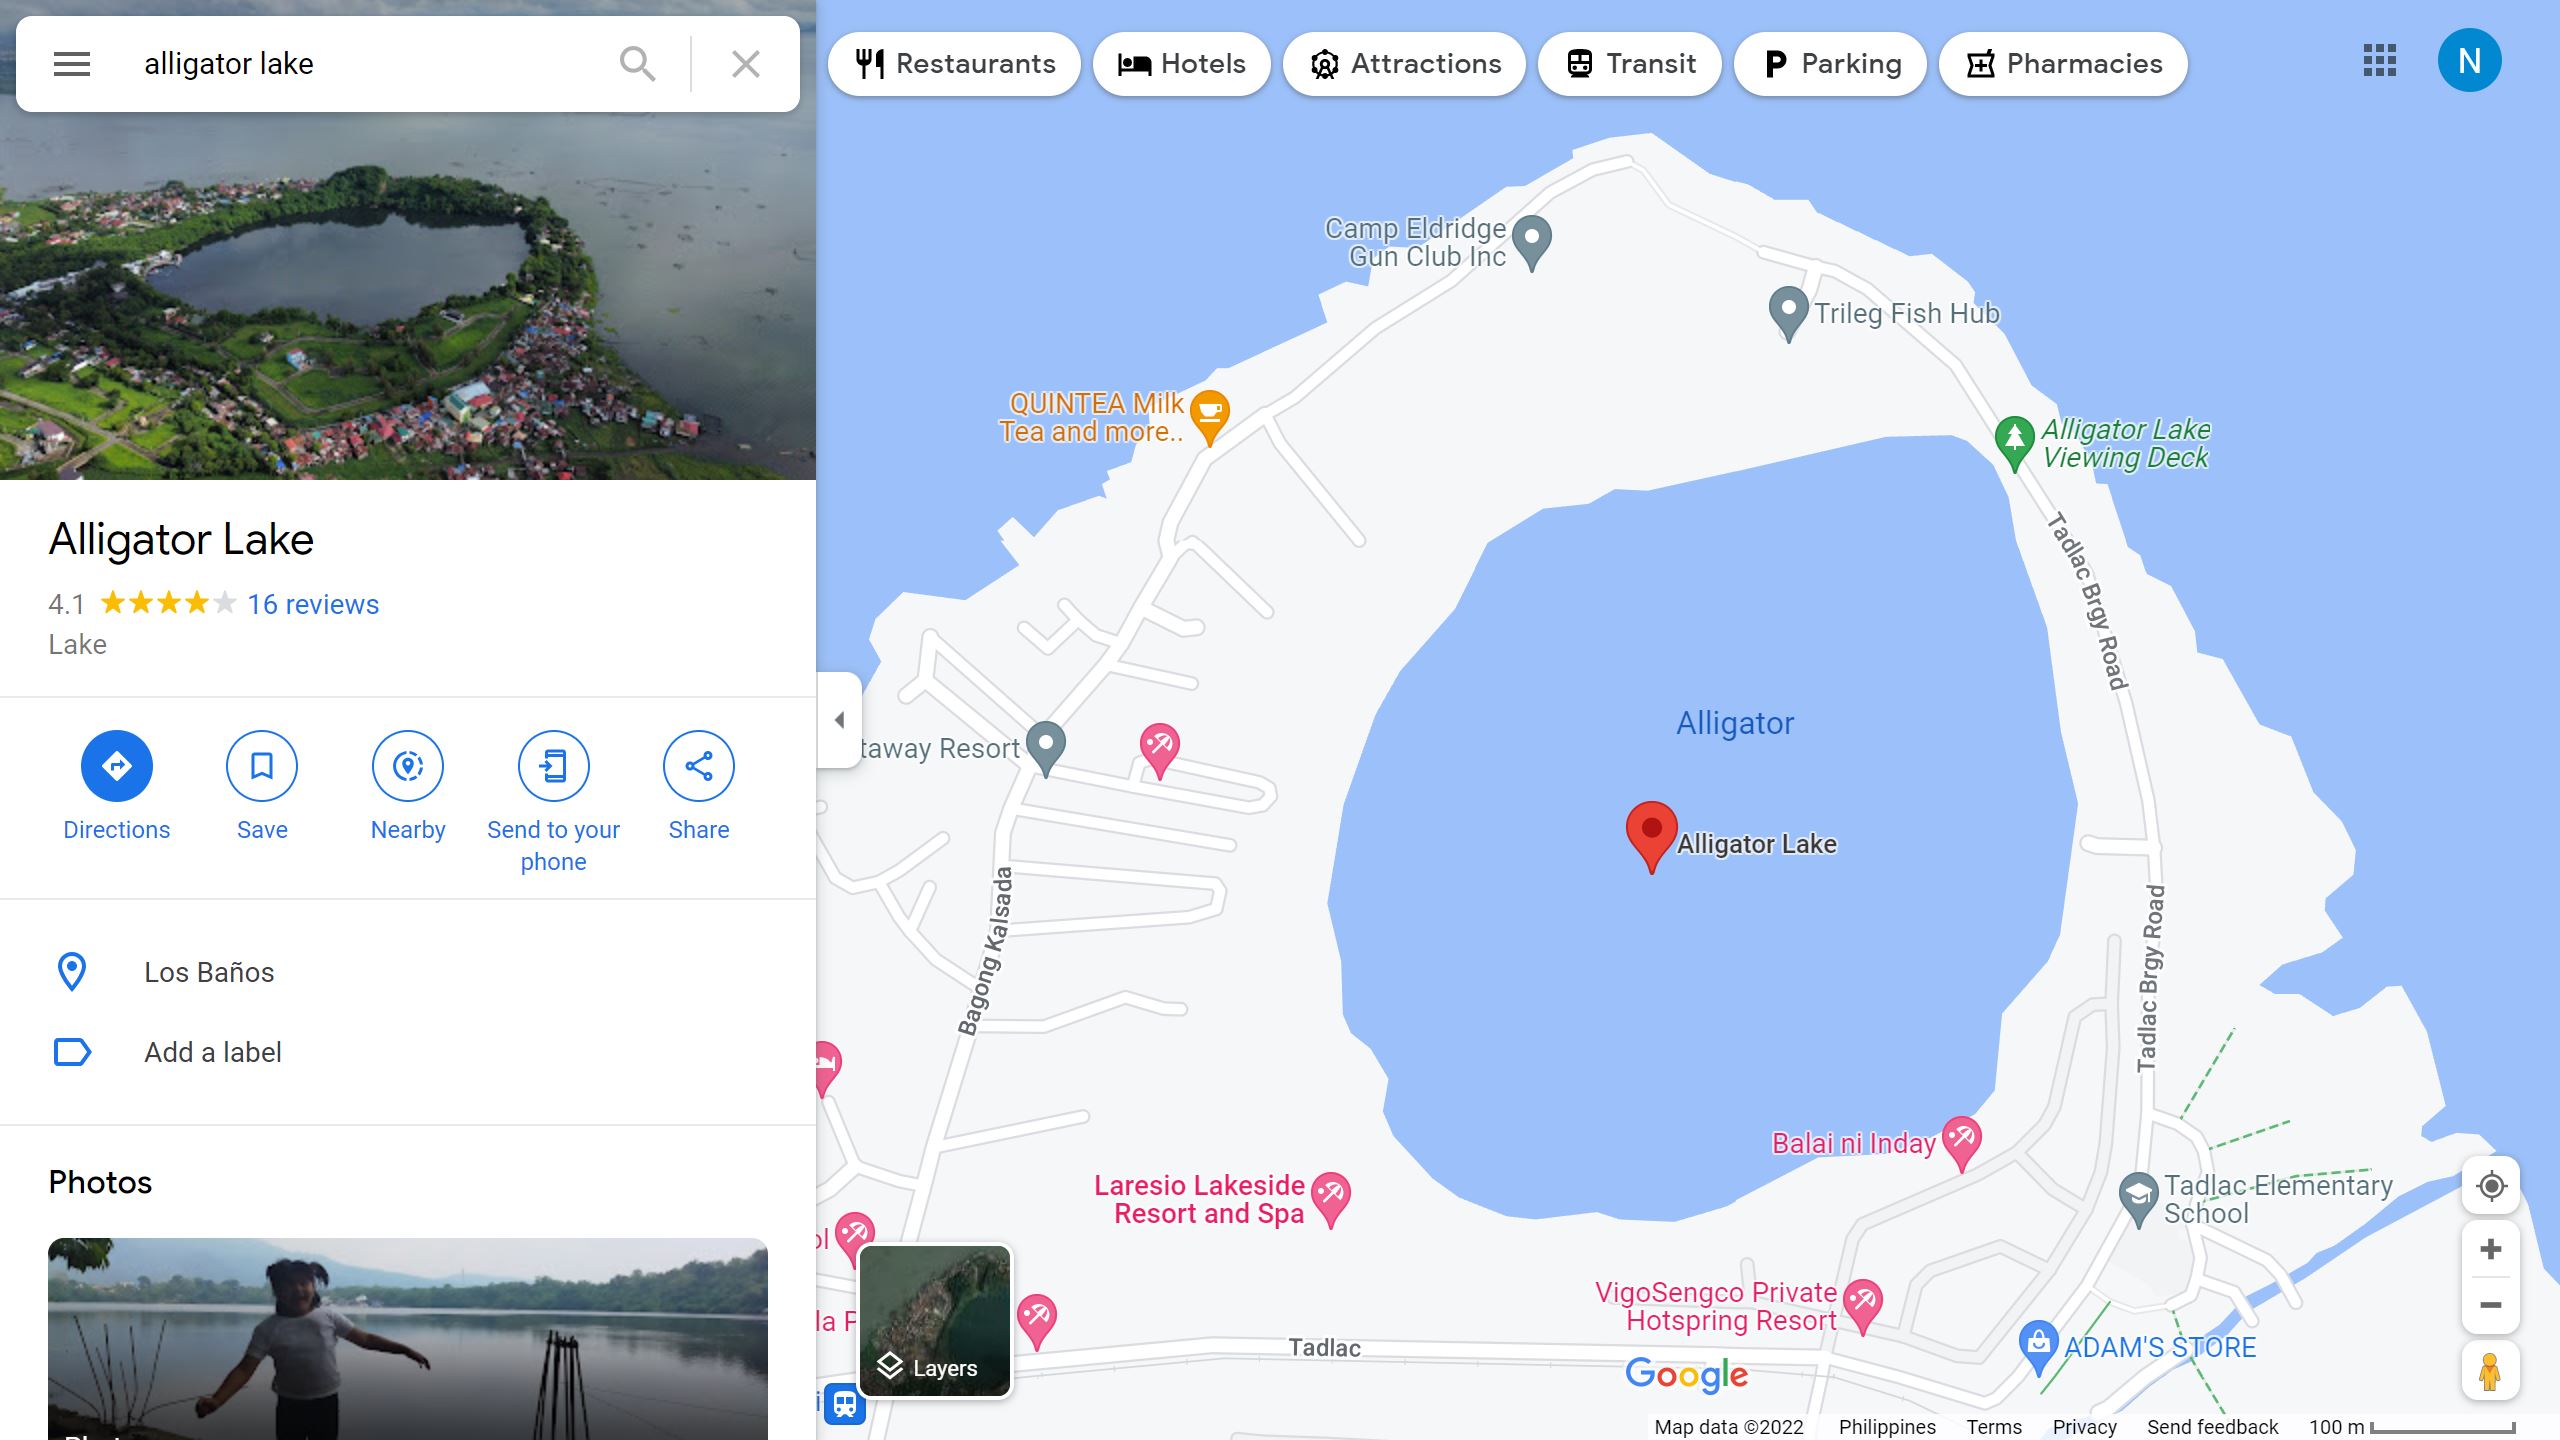 alligator lake
Restaurants
Hotels
Attractions
Transit
Parking
Pharmacies
N
Alligator Lake
4.1 16 reviews
Lake
Directions
Save
Nearby
Send to your
phone
Share
Los Baños
Add a label
Photos
Camp Eldridge
Gun Club Inc
Trileg Fish Hub
QUINTEA Milk
Tea and more..
Alligator Lake
Viewing Deck
Tadlac Brgy Road
Alligator
taway Resort
Alligator Lake
Bagong Kalsada
Tadlac Brgy Road
Balai ni Inday
Laresio Lakeside
Resort and Spa
Tadlac Elementary
School
ol
la P
VigoSengco Private
Hotspring Resort
Tadlac
ADAM'S STORE
Layers
Google
Map data ©2022
Philippines
Terms
Privacy
Send feedback
100 m